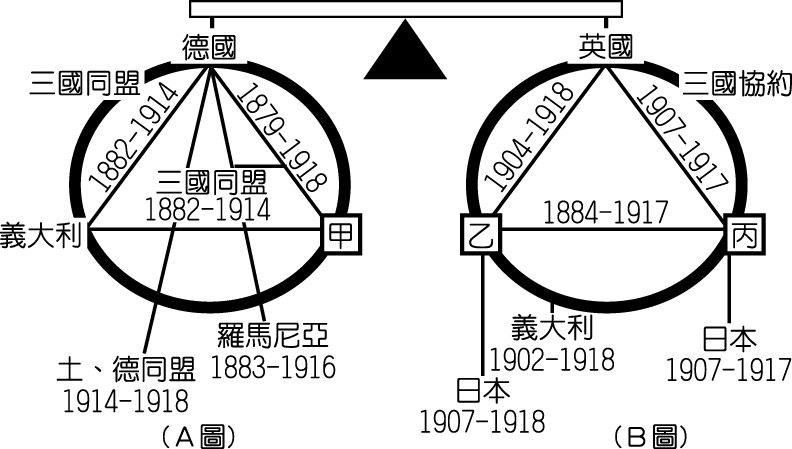 德國
三國同盟
1882-1914
1879-1918
三國同盟
1882-1914
義大利
甲
羅馬尼亞
1883-1916
土、德同盟
1914-1918
(A圖)
英國
三國協約
1904-1918
1907-1917
1884-1917
乙
丙
義大利
1902-1918
日本
1907-1917
日本
1907-1918
(B圖)